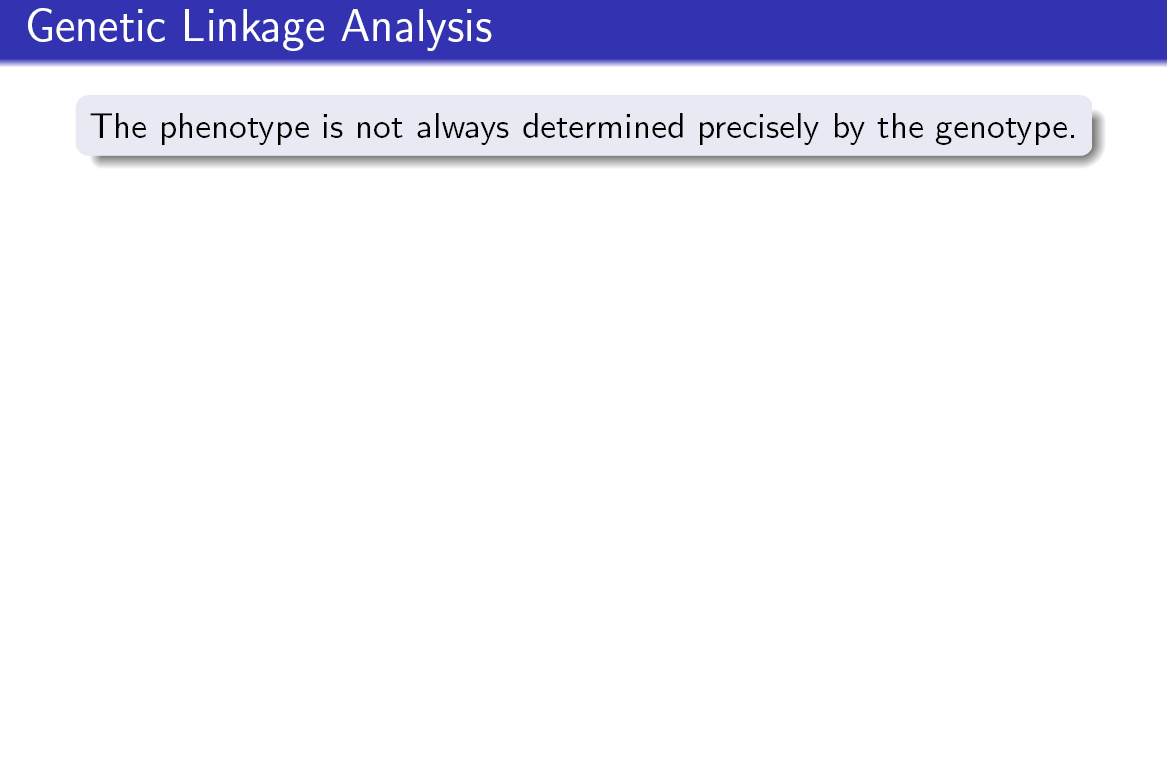 Genetic Linkage Analysis
The phenotype is not always determined precisely by the genotype.